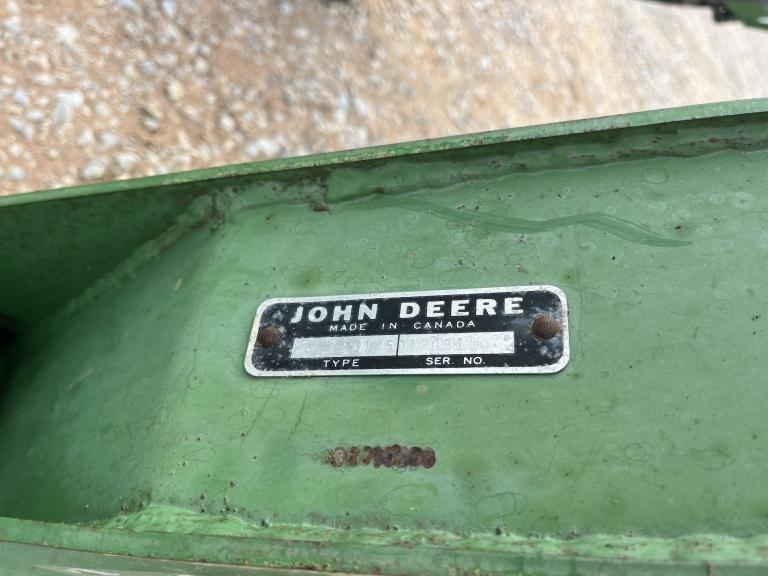 JOHN DEERE
MADE IN CANADA
TYPE SER. NO.